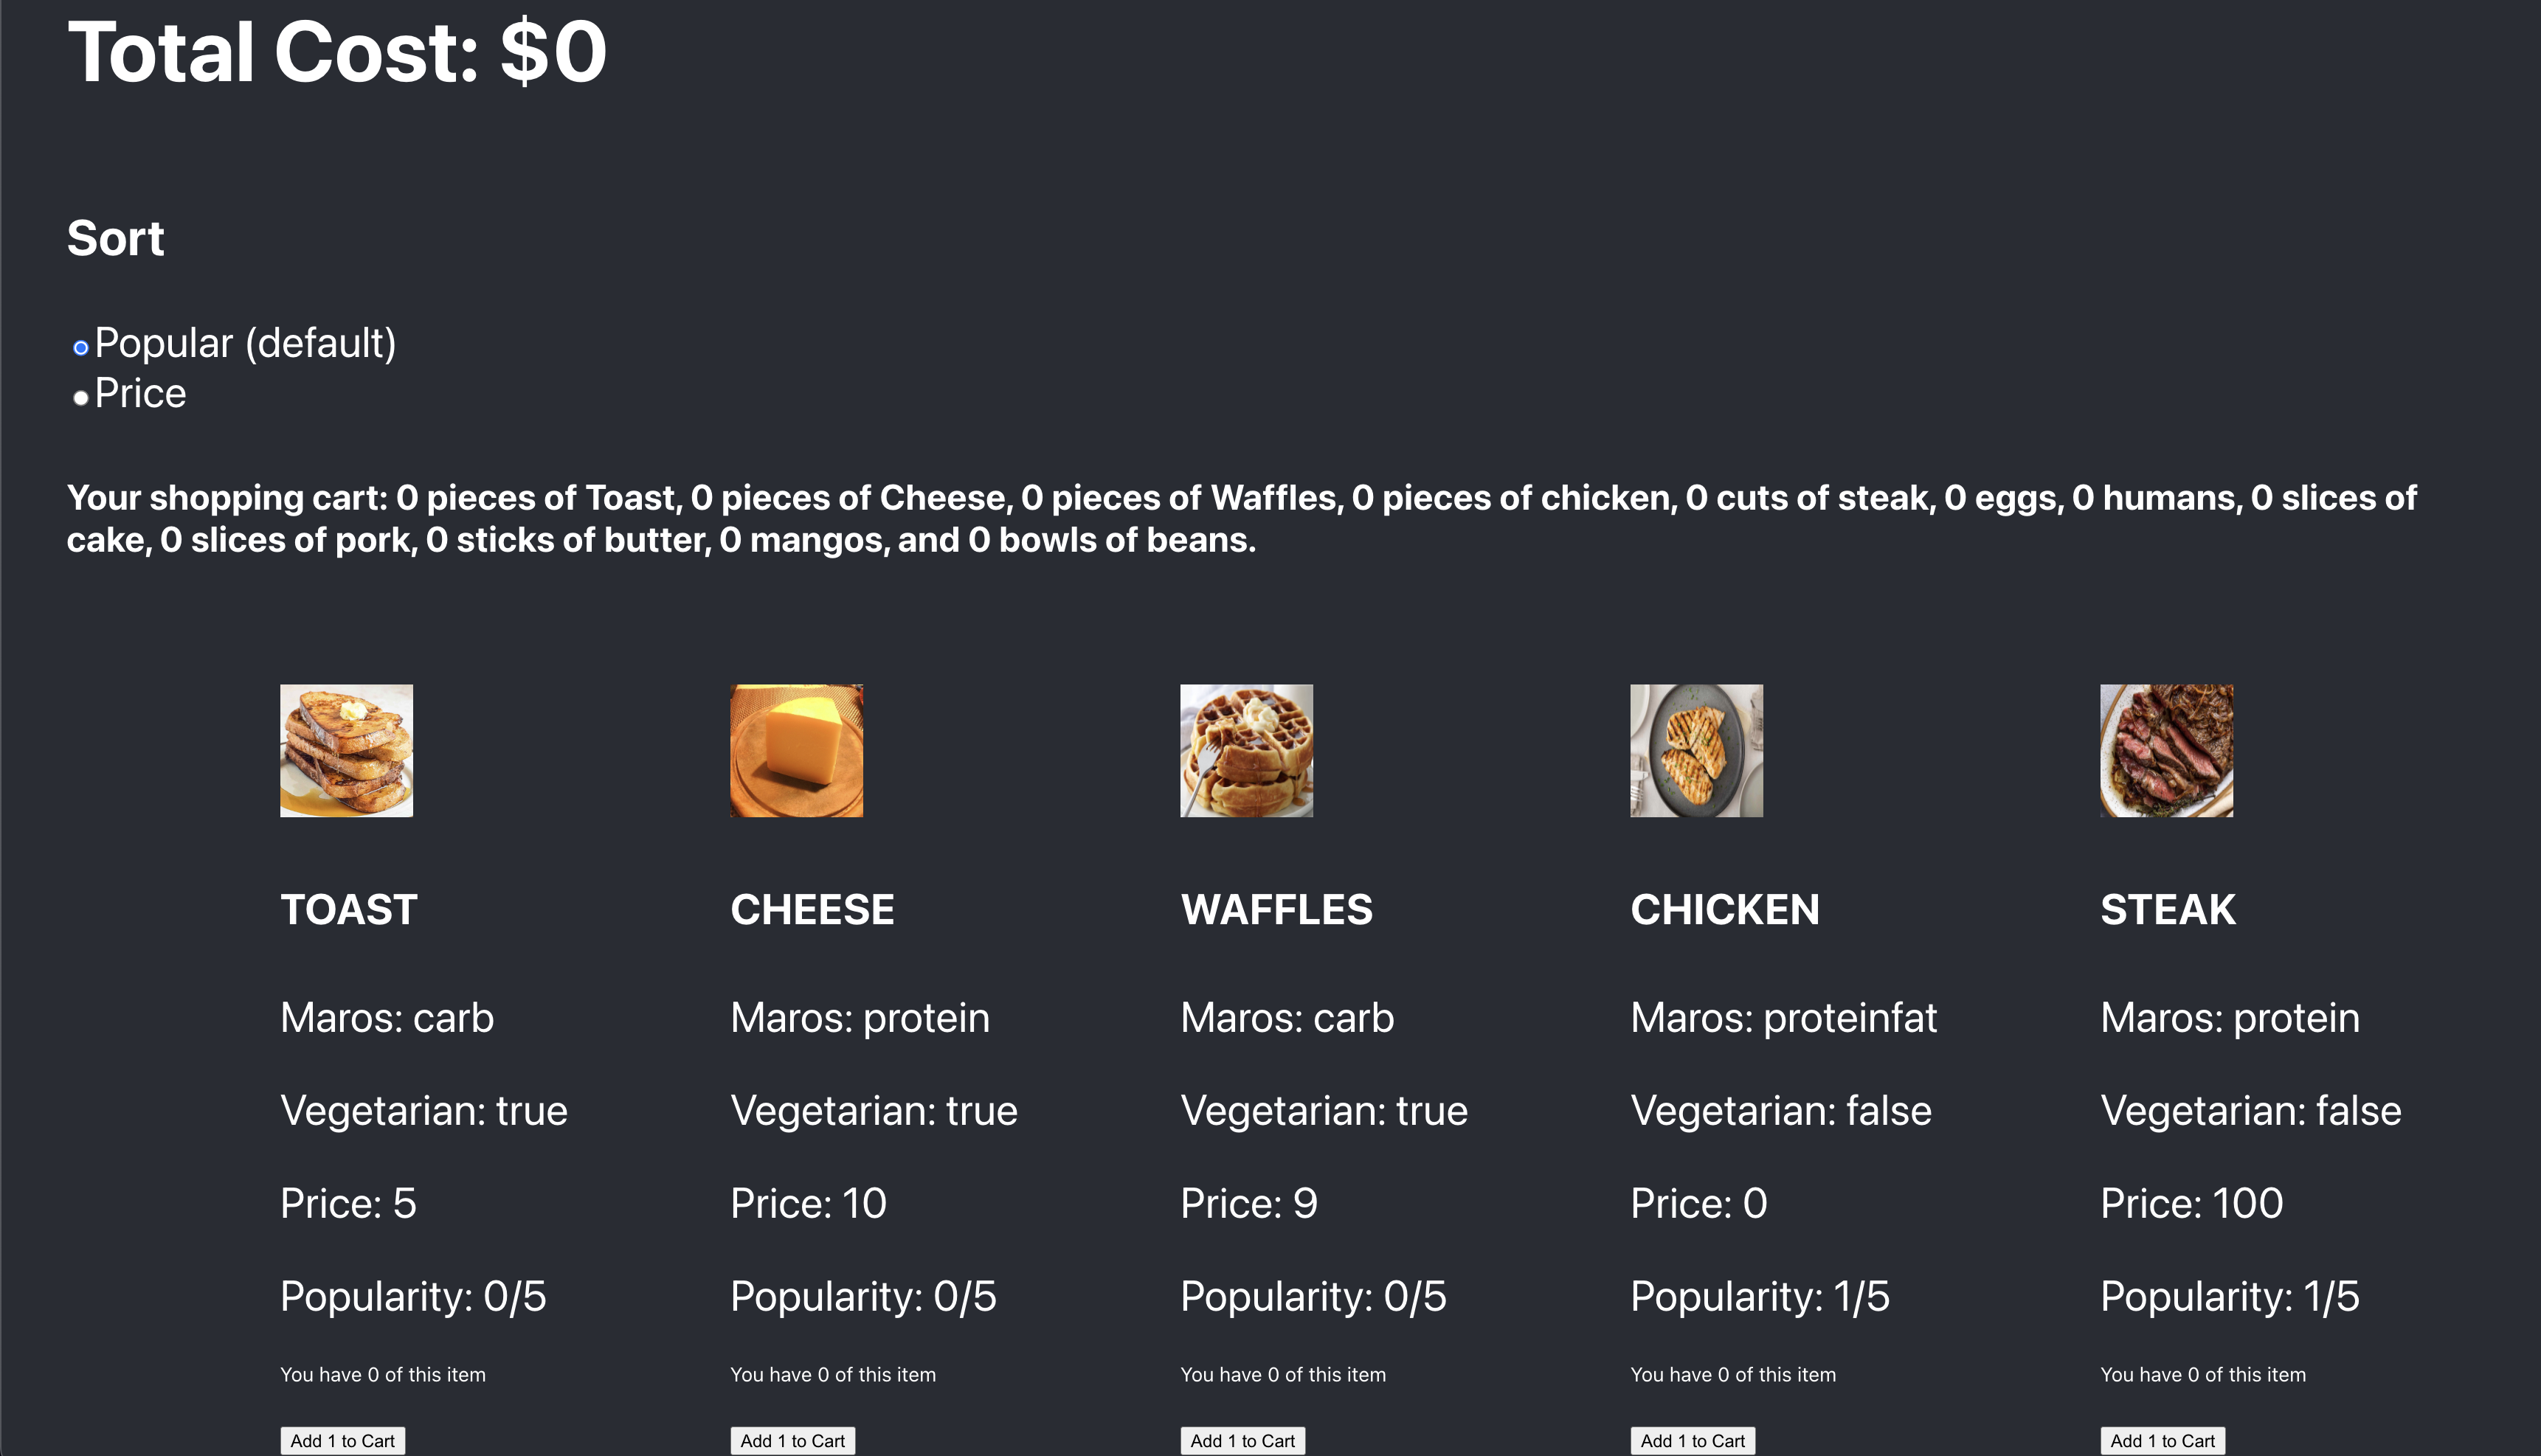 Total Cost: $0
Sort
Popular (default)
Price
Your shopping cart: 0 pieces of Toast, 0 pieces of Cheese, 0 pieces of Waffles, 0 pieces of chicken, 0 cuts of steak, 0 eggs, 0 humans, 0 slices of
cake, 0 slices of pork, 0 sticks of butter, 0 mangos, and 0 bowls of beans.
TOAST
Maros: carb
Vegetarian: true
Price: 5
Popularity: 0/5
You have 0 of this item
Add 1 to Cart
CHEESE
Maros: protein
Vegetarian: true
Price: 10
Popularity: 0/5
You have 0 of this item
Add 1 to Cart
WAFFLES
Maros: carb
Vegetarian: true
Price: 9
Popularity: 0/5
You have 0 of this item
Add 1 to Cart
CHICKEN
Maros: proteinfat
Vegetarian: false
Price: 0
Popularity: 1/5
You have 0 of this item
Add 1 to Cart
STEAK
Maros: protein
Vegetarian: false
Price: 100
Popularity: 1/5
You have 0 of this item
Add 1 to Cart